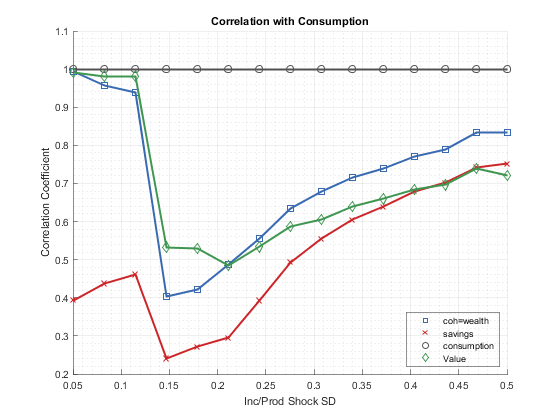 Correlation with Consumption
1.1
1
0.9
0.8
0.7
0.6
0.5
0.4
0.3
0.2
Correlation Coefficient
0.05 0.1 0.15 0.2 0.25 0.3 0.35 0.4 0.45 0.5
Inc/Prod Shock SD
coh=wealth
savings
consumption
Value